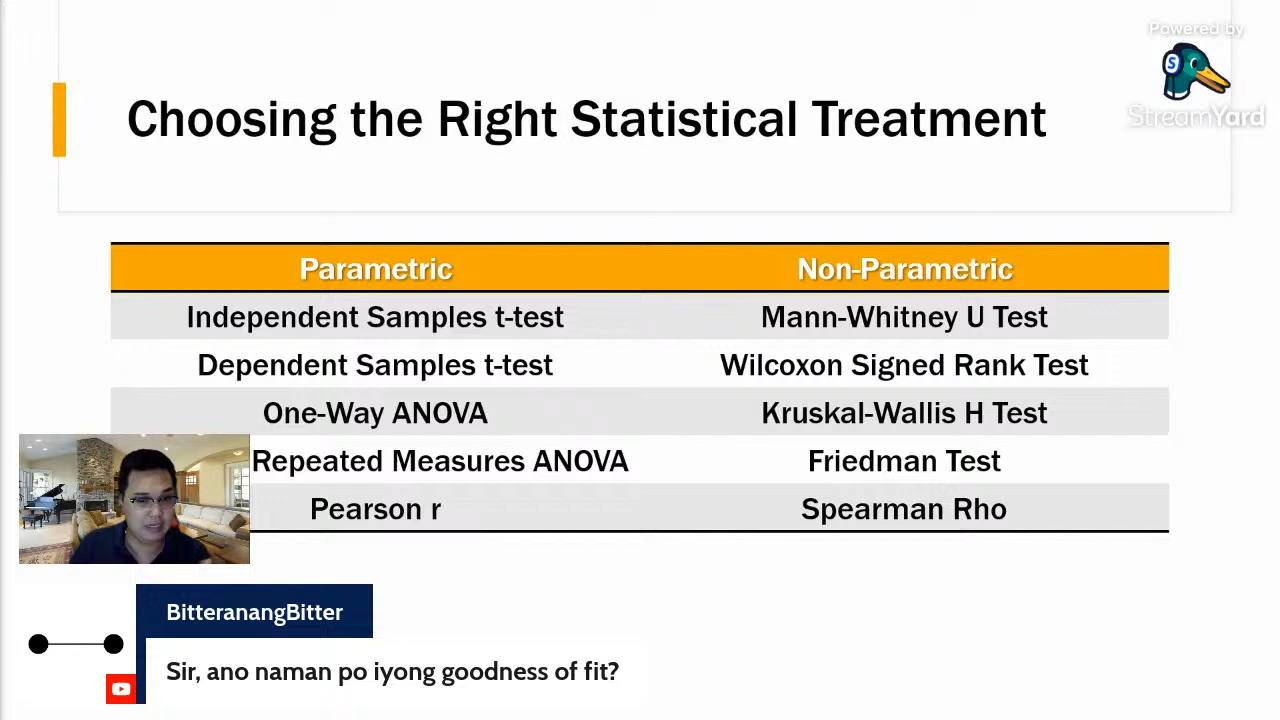 Powered by
StreamYard
Choosing the Right Statistical Treatment
Parametric Non-Parametric
Independent Samples t-test Mann-Whitney U Test
Dependent Samples t-test Wilcoxon Signed Rank Test
One-Way ANOVA Kruskal-Wallis H Test
Repeated Measures ANOVA Friedman Test
Pearson r Spearman Rho
BitteranangBitter
Sir, ano naman po iyong goodness of fit?